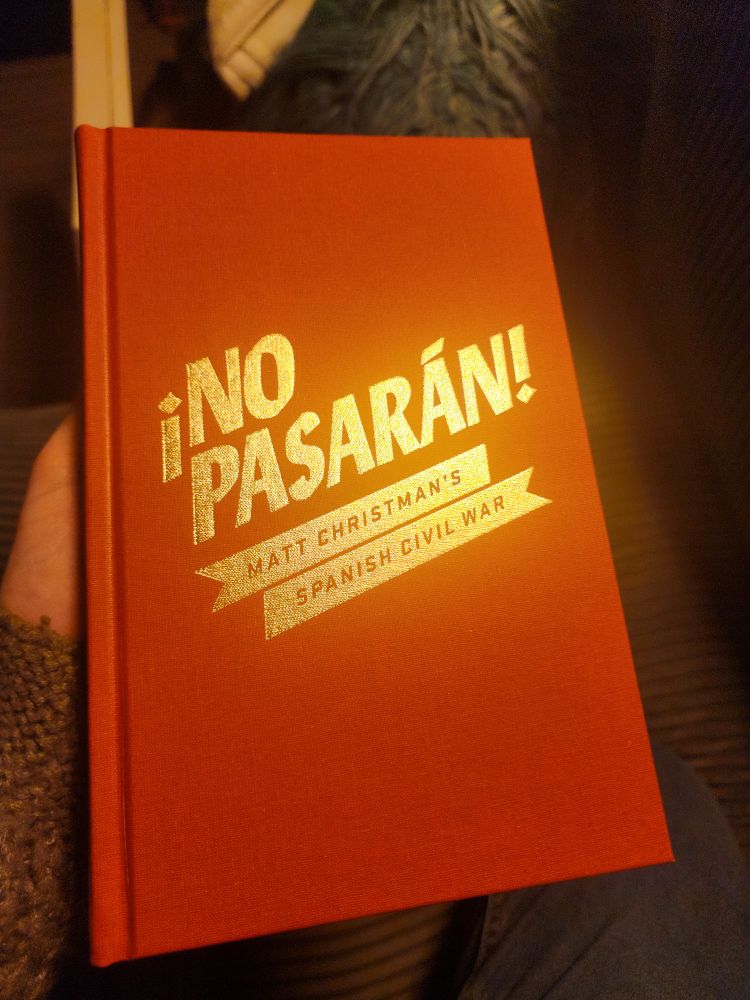 ¡NO
PASARÁN!
MATT CHRISTMAN'S
SPANISH CIVIL WAR